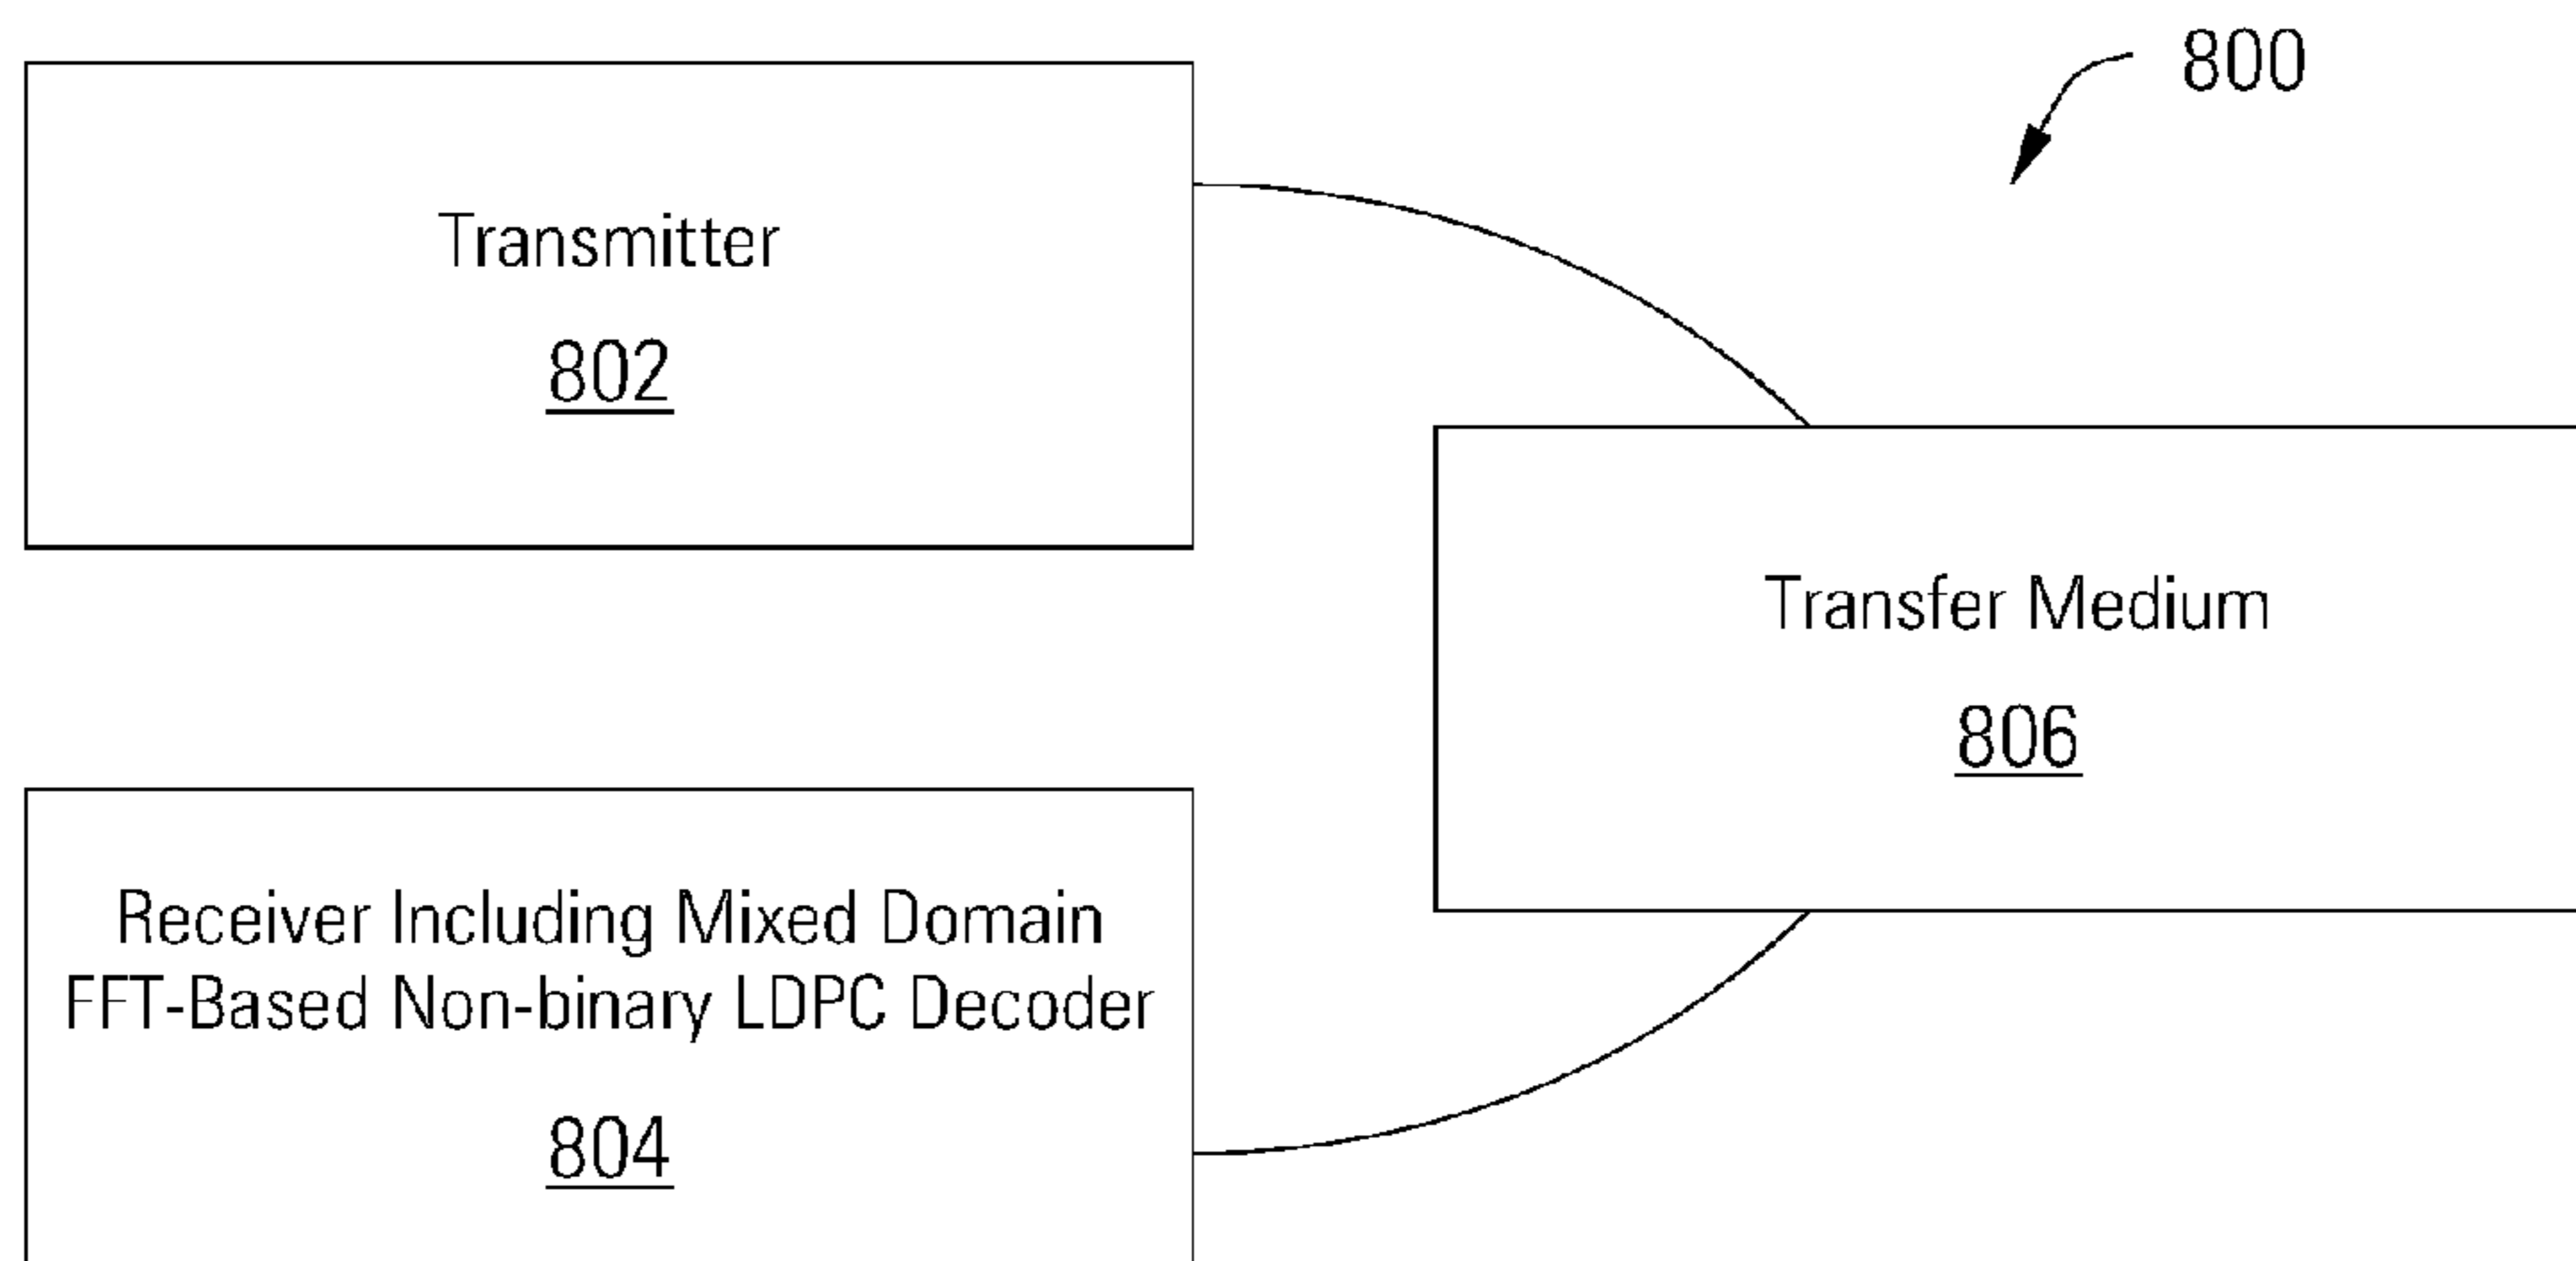 800
Transmitter
802
Transfer Medium
806
Receiver Including Mixed Domain
FFT-Based Non-binary LDPC Decoder
804